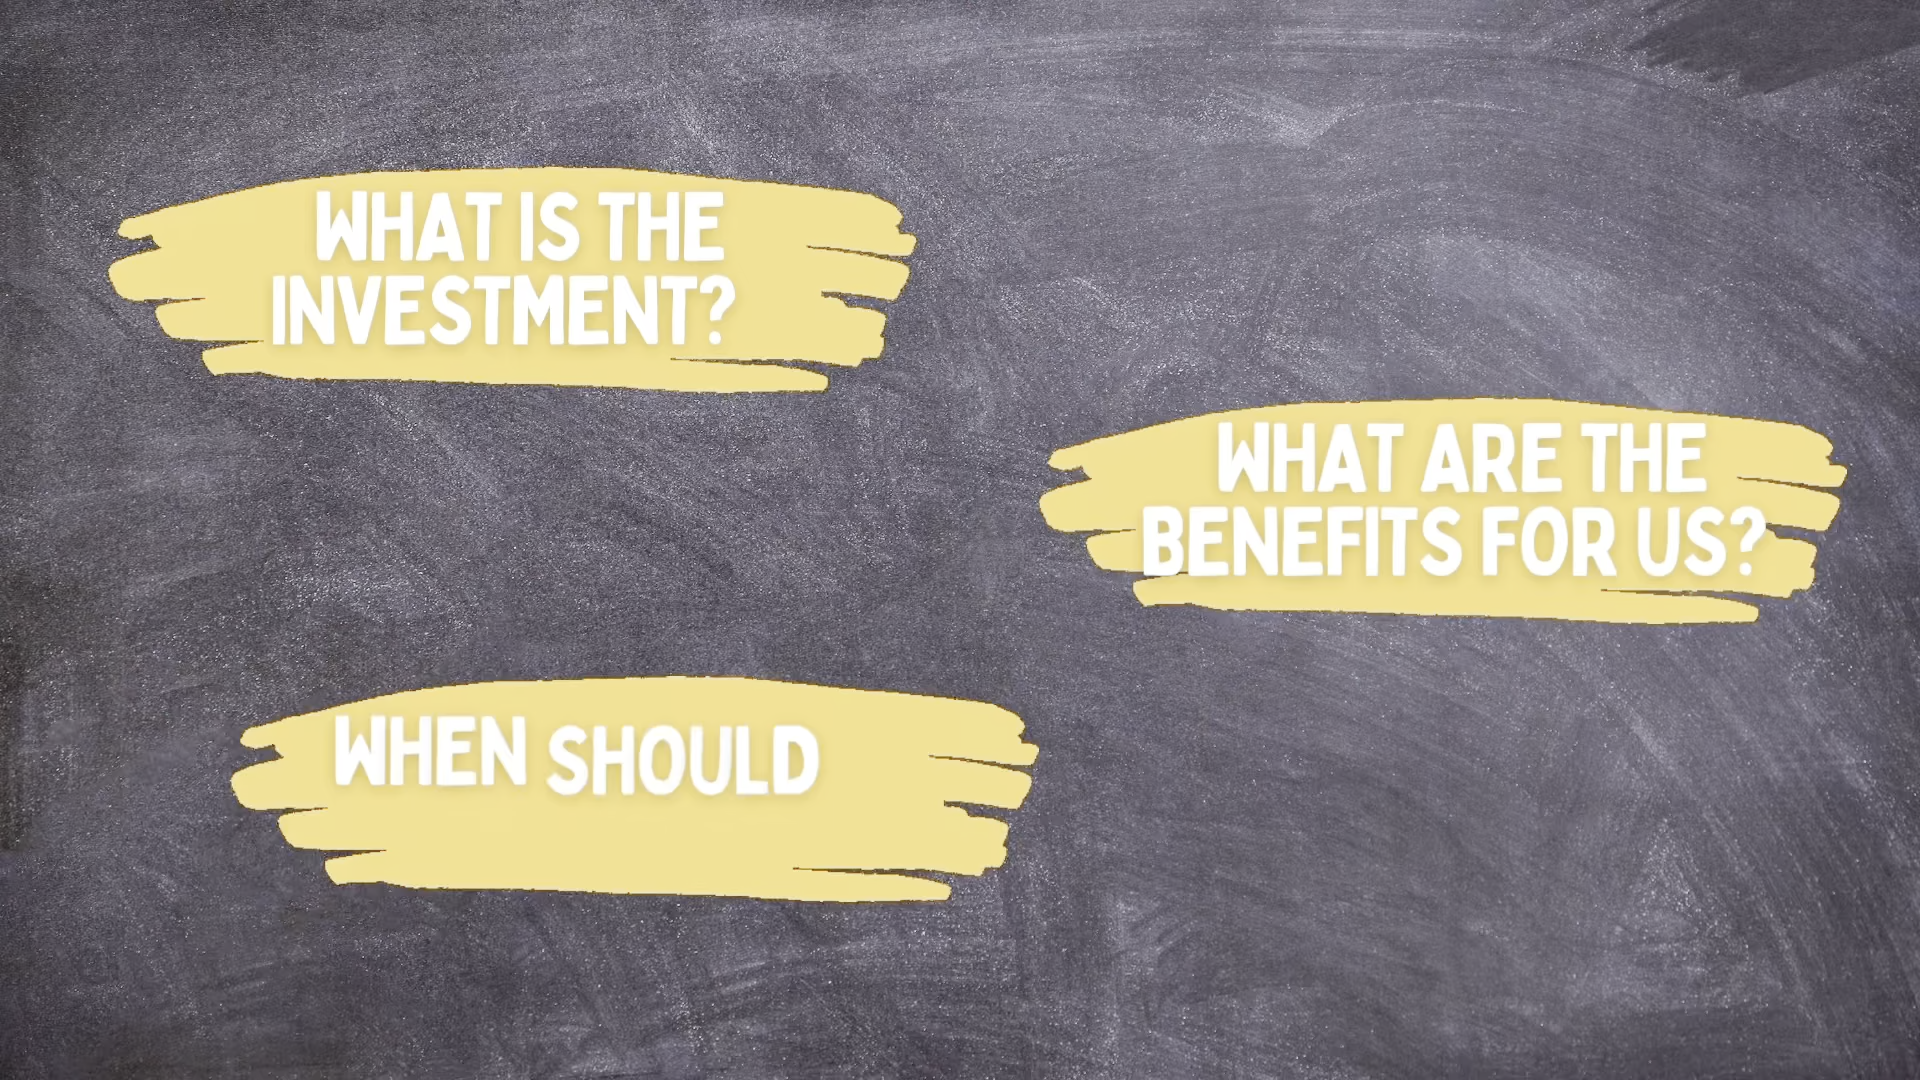 WHAT IS THE
INVESTMENT?
WHAT ARE THE
BENEFITS FOR US?
WHEN SHOULD